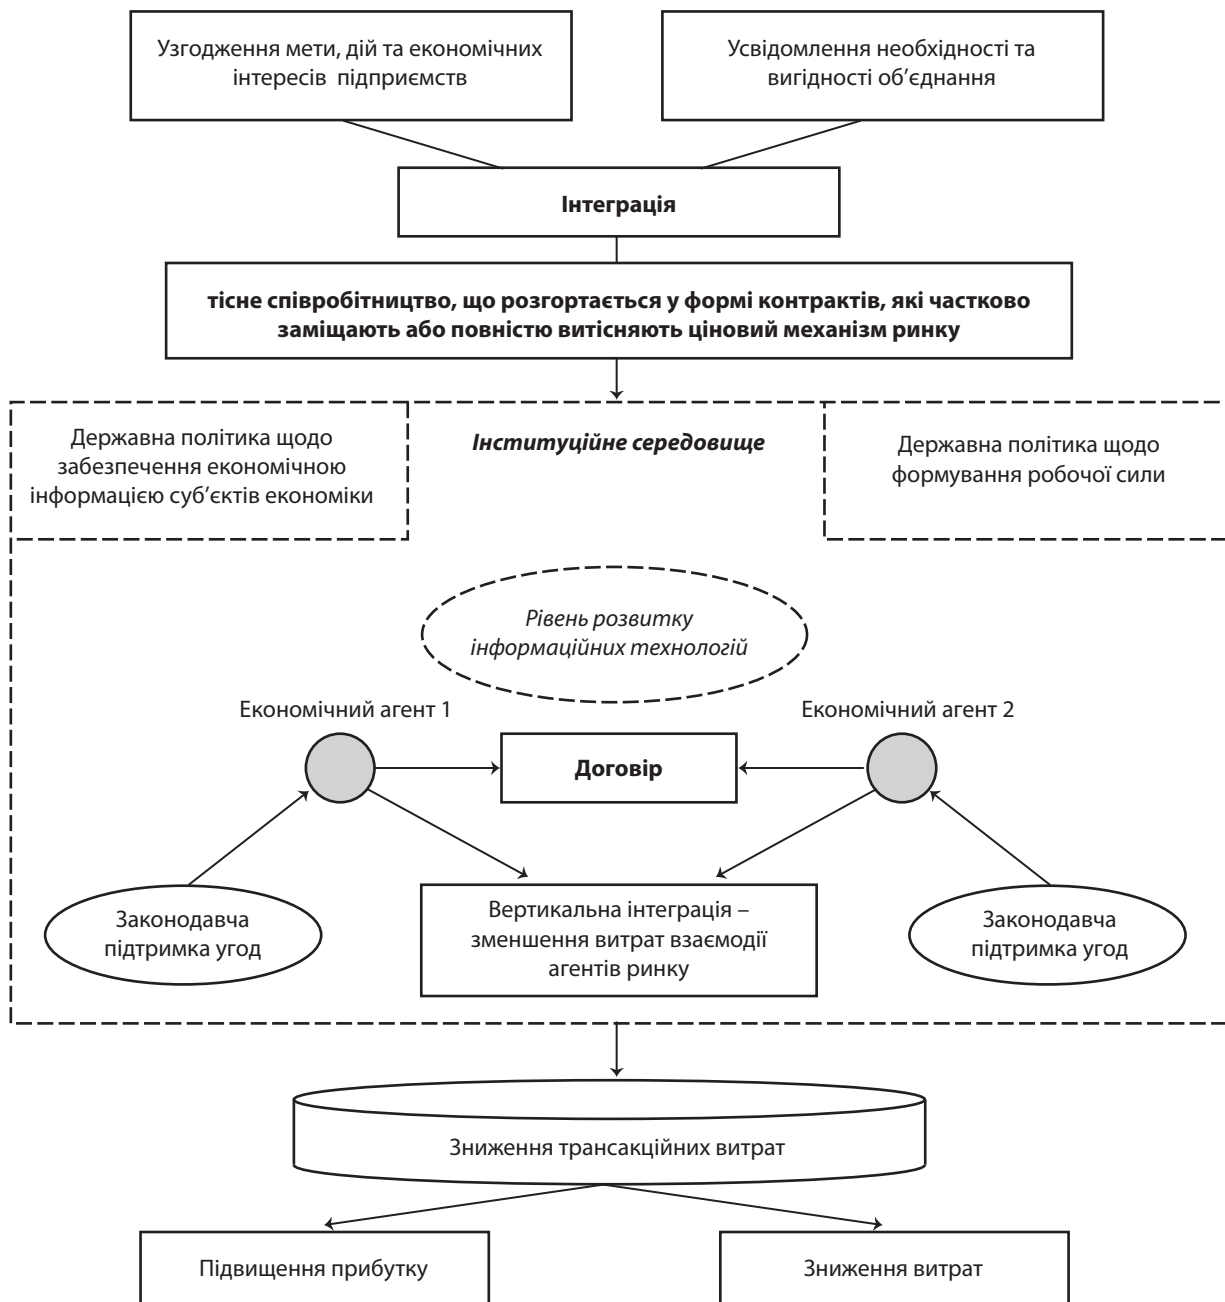 Узгодження мети, дій та економічних
інтересів підприємств
Усвідомлення необхідності та
вигідності об’єднання
Інтеграція
тісне співробітництво, що розгортається у формі контрактів, які частково
заміщають або повністю витісняють ціновий механізм ринку
Державна політика щодо
забезпечення економічною
інформацією суб’єктів економіки
Інституційне середовище
Державна політика щодо
формування робочої сили
Рівень розвитку
інформаційних технологій
Економічний агент 1
Економічний агент 2
Договір
Законодавча
підтримка угод
Вертикальна інтеграція –
зменшення витрат взаємодії
агентів ринку
Законодавча
підтримка угод
Зниження трансакційних витрат
Підвищення прибутку
Зниження витрат